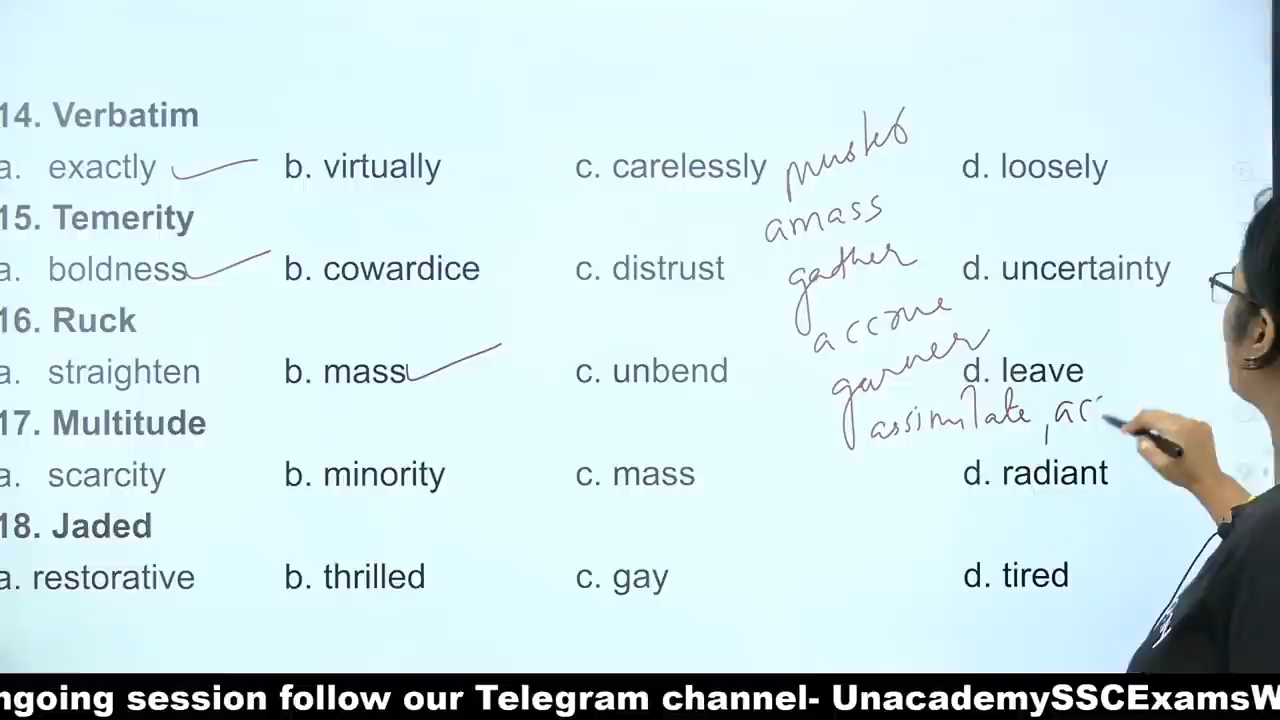 14. Verbatim
a. exactly b. virtually c. carelessly d. loosely
muster
amass
15. Temerity
a. boldness b. cowardice c. distrust d. uncertainty
gather
16. Ruck
accrue
garner
a. straighten b. mass c. unbend d. leave
17. Multitude
assimilate, ac
a. scarcity b. minority c. mass d. radiant
18. Jaded
a. restorative b. thrilled c. gay d. tired
ngoing session follow our Telegram channel- UnacademySSCExamsW